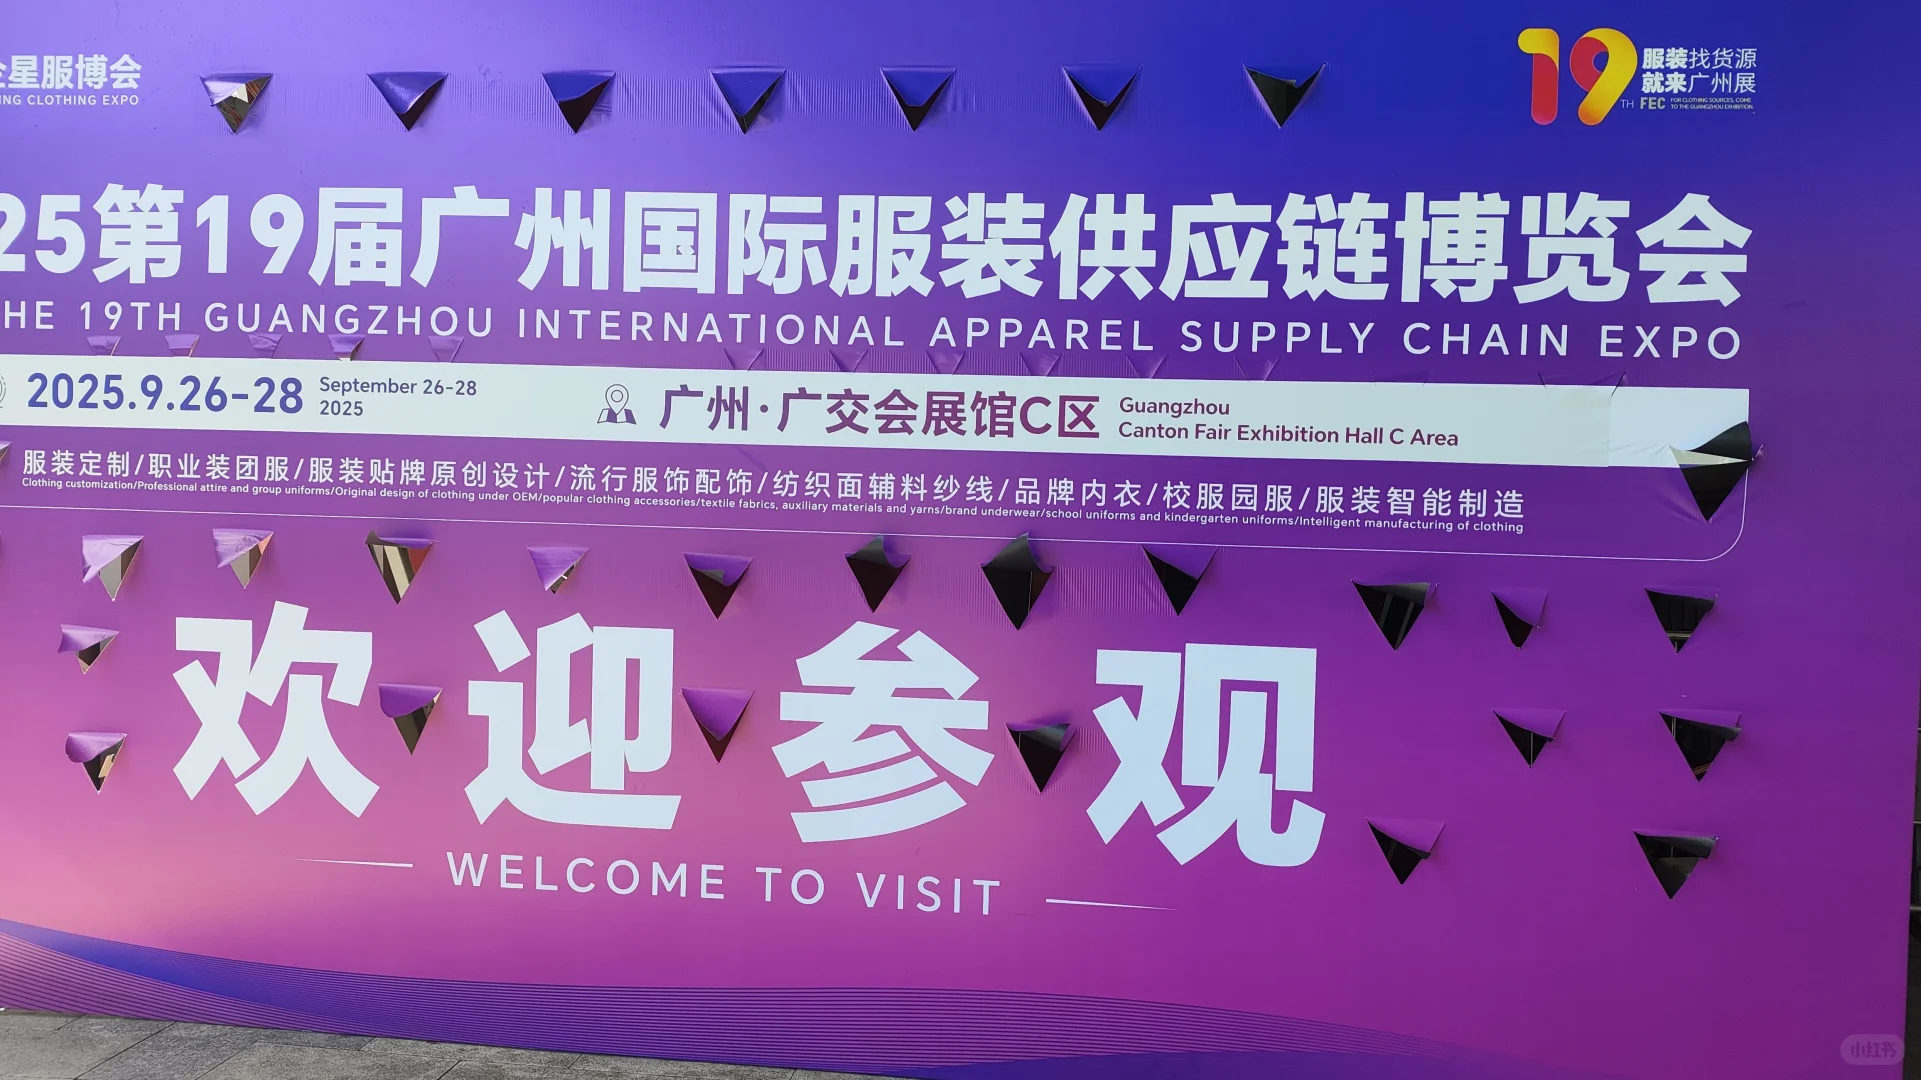 星服博会
ING CLOTHING EXPO
19
服装找货源
就来广州展
TH FEC
FOR CLOTHING SOURCES, COME
TO THE GUANGZHOU EXHIBITION.
25第19届广州国际服装供应链博览会
HE 19TH GUANGZHOU INTERNATIONAL APPAREL SUPPLY CHAIN EXPO
2025.9.26-28
September 26-28
2025
广州·广交会展馆C区
Guangzhou
Canton Fair Exhibition Hall C Area
服装定制/职业装团服/服装贴牌原创设计/流行服饰配饰/纺织面辅料纱线/品牌内衣/校服园服/服装智能制造
Clothing customization/Professional attire and group uniforms/Original design of clothing under OEM/popular clothing accessories/textile fabrics, auxiliary materials and yarns/brand underwear/school uniforms and kindergarten uniforms/Intelligent manufacturing of clothing
欢迎参观
WELCOME TO VISIT
小红书